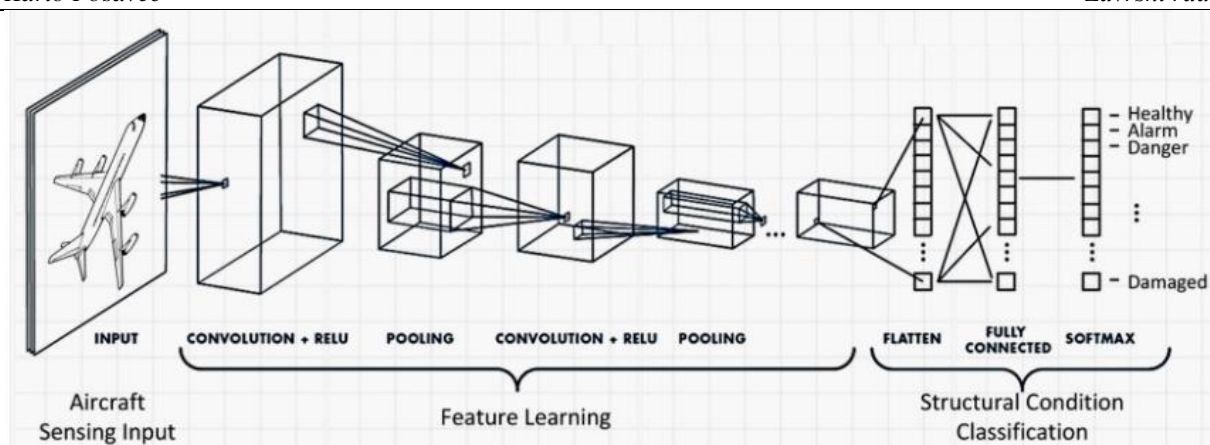 Healthy
Alarm
Danger
...
Damaged
INPUT
CONVOLUTION + RELU
POOLING
CONVOLUTION + RELU
POOLING
FLATTEN
FULLY
CONNECTED
SOFTMAX
Aircraft
Sensing Input
Feature Learning
Structural Condition
Classification